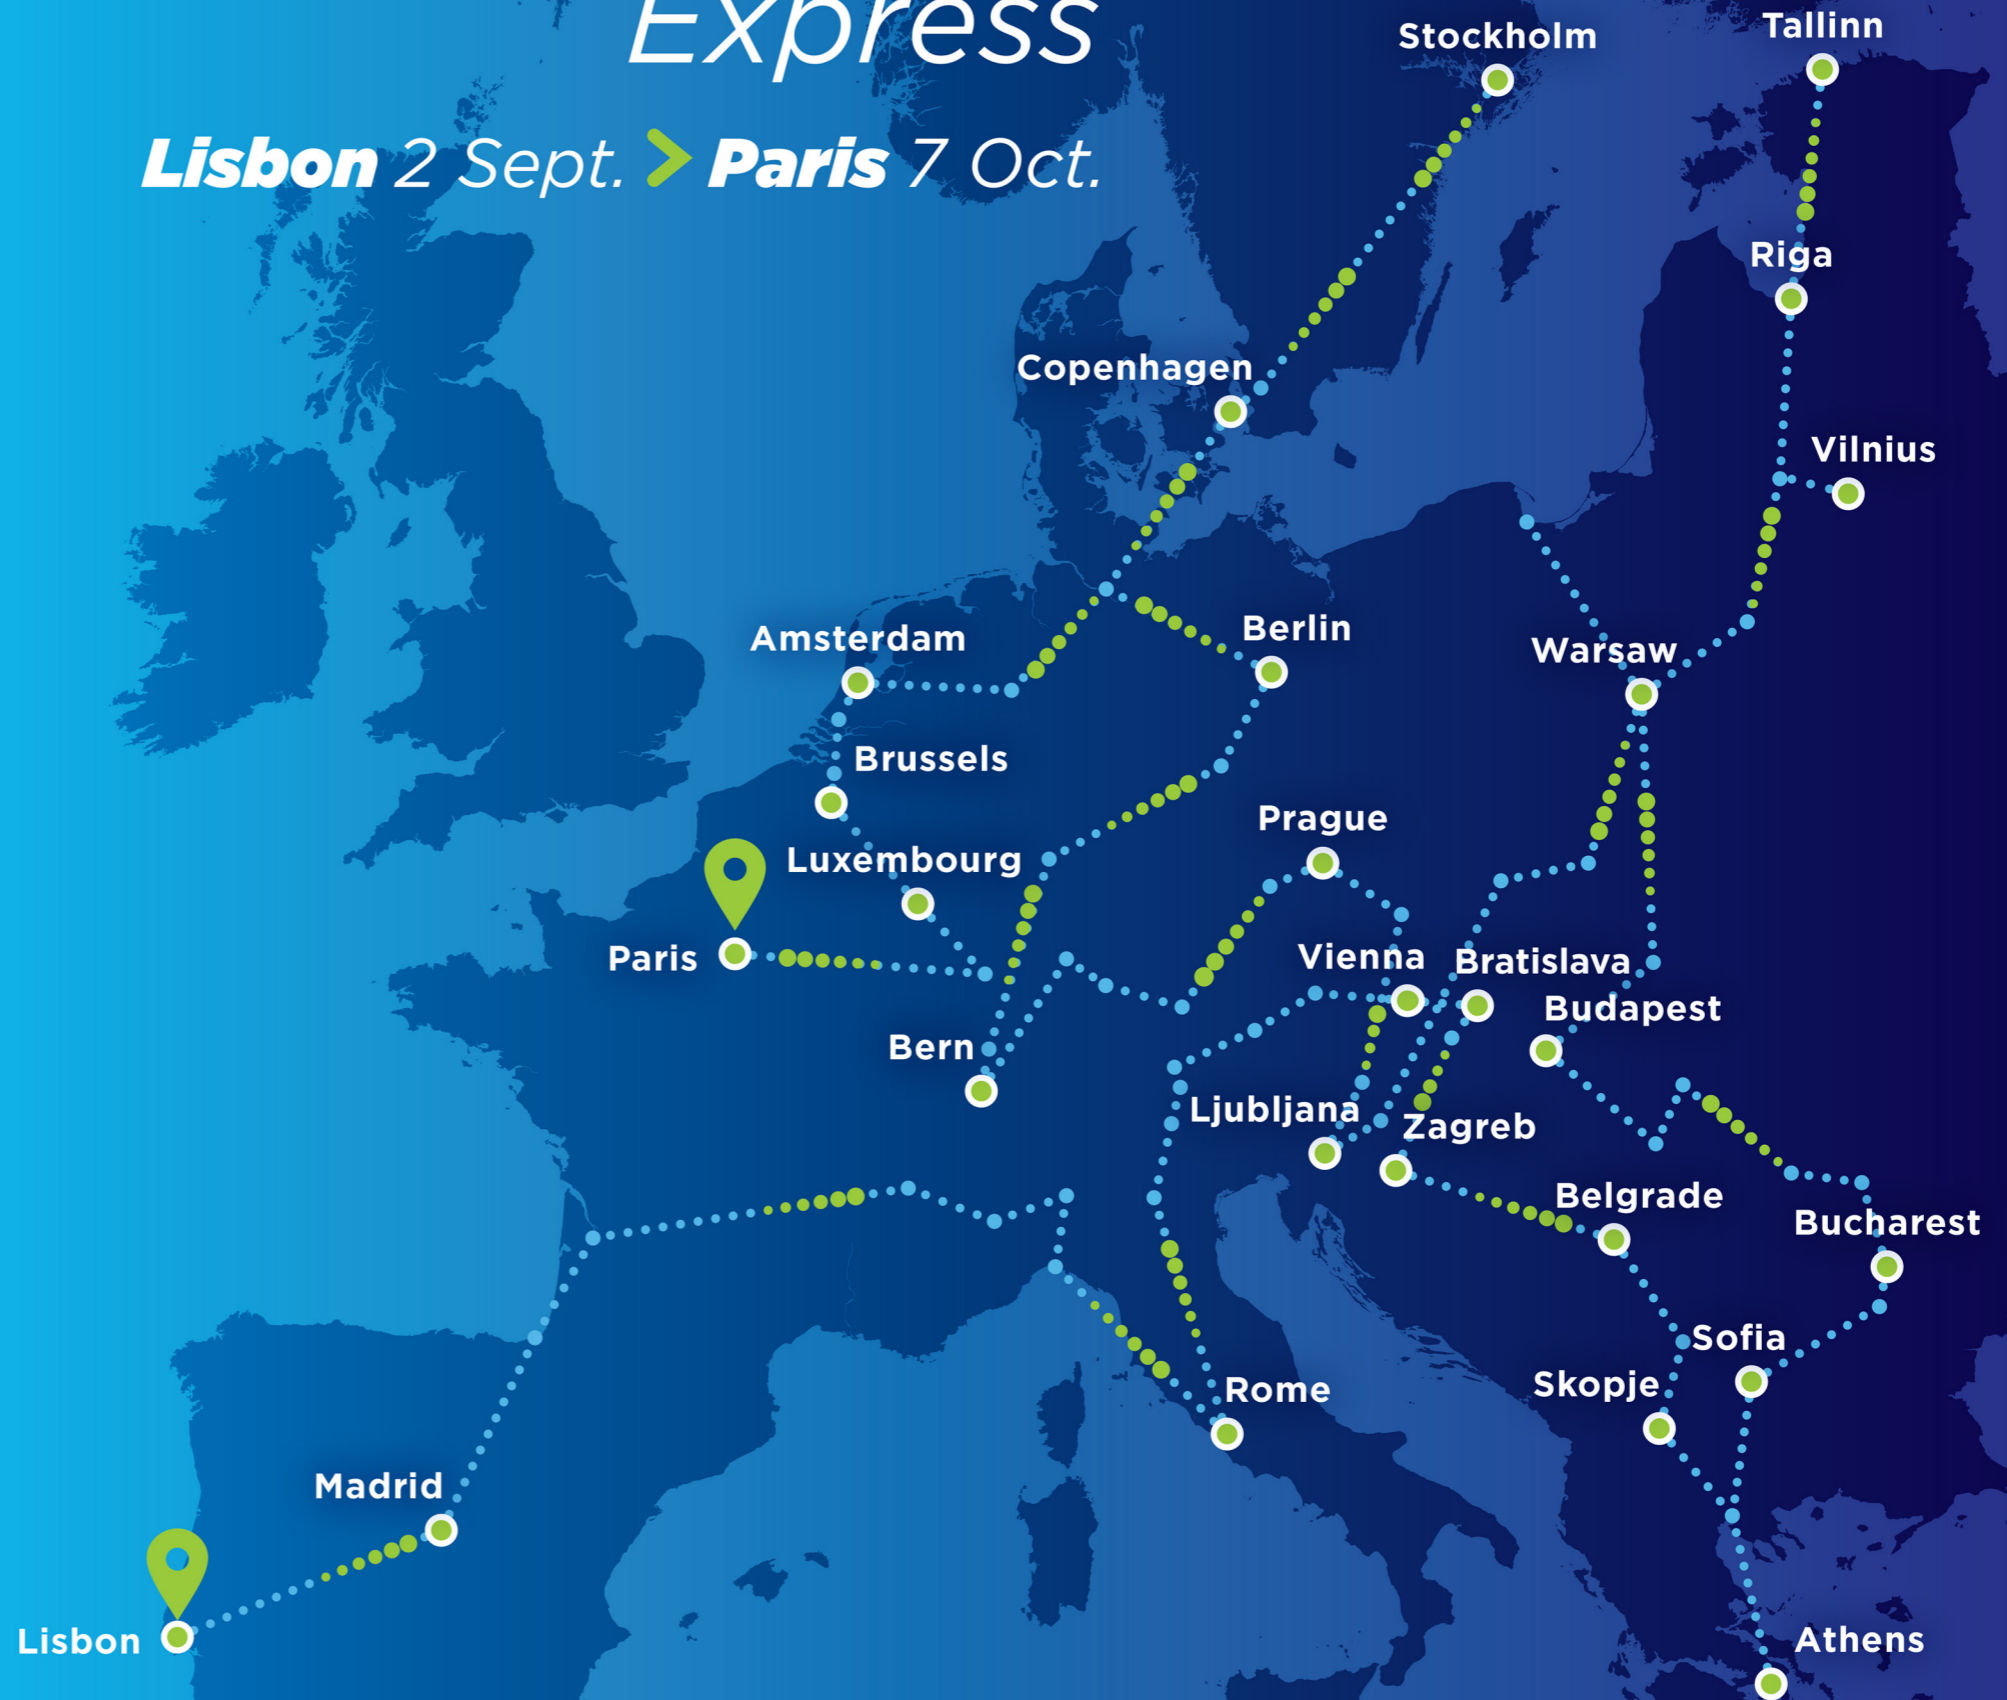 Express
Lisbon 2 Sept. > Paris 7 Oct.
Stockholm
Tallinn
Riga
Copenhagen
Vilnius
Amsterdam
Berlin
Warsaw
Brussels
Prague
Luxembourg
Paris
Vienna
Bratislava
Budapest
Bern
Ljubljana
Zagreb
Belgrade
Bucharest
Sofia
Skopje
Rome
Madrid
Lisbon
Athens